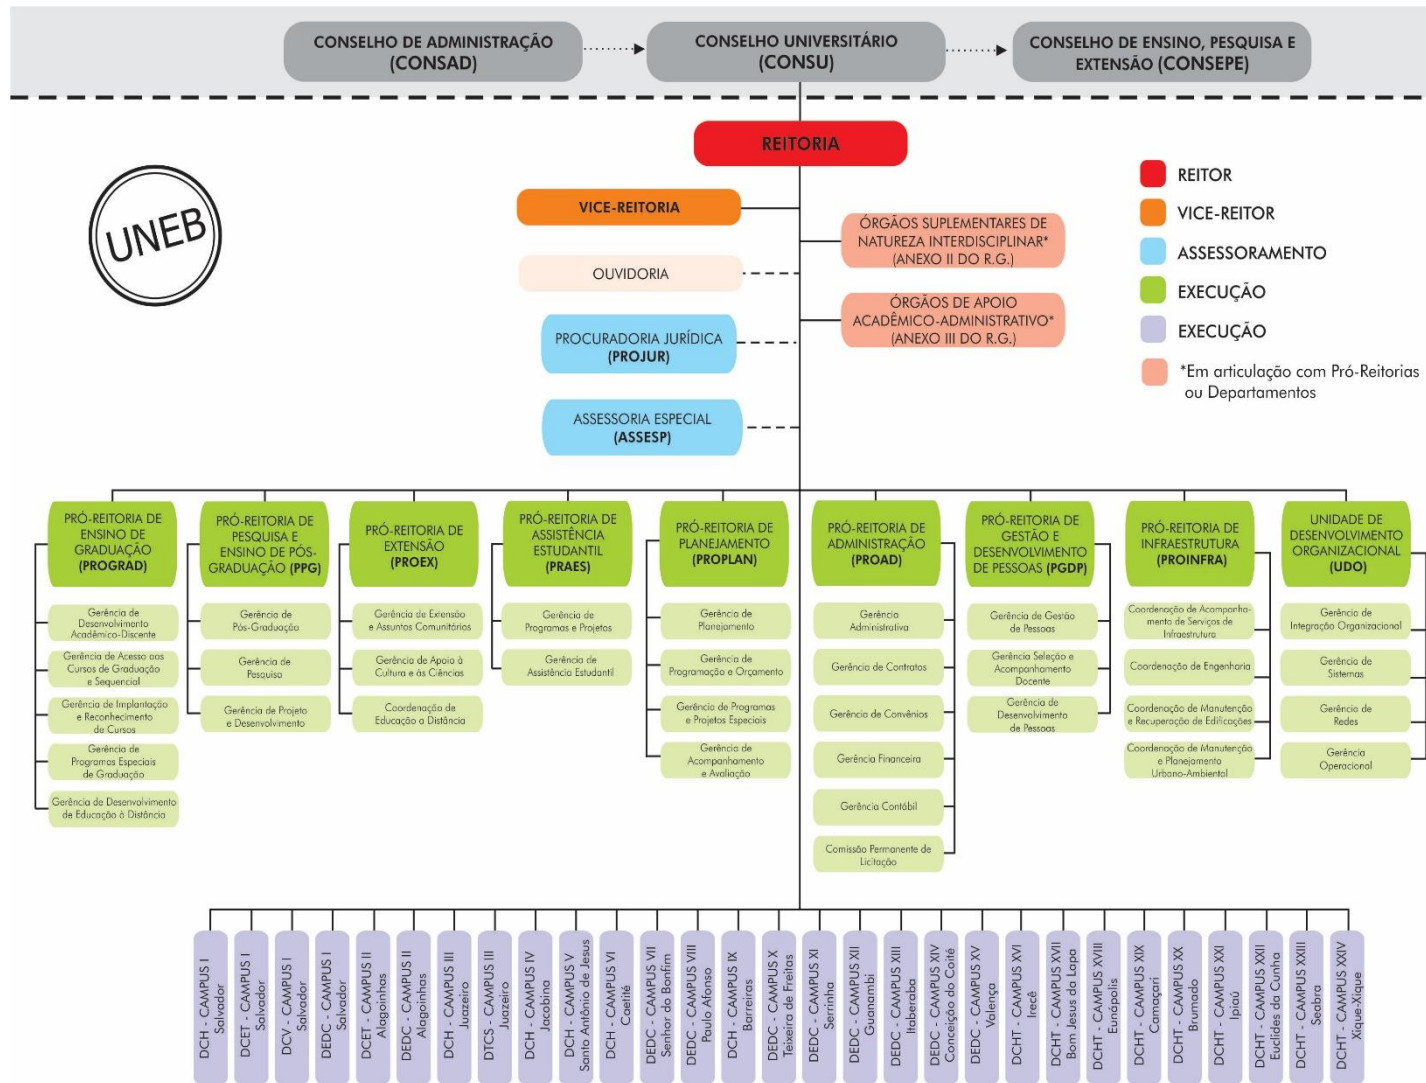 CONSELHO DE ADMINISTRAÇÃO
(CONSAD)
CONSELHO UNIVERSITÁRIO
(CONSU)
CONSELHO DE ENSINO, PESQUISA E
EXTENSÃO (CONSEPE)
REITORIA
UNEB
VICE-REITORIA
OUVIDORIA
PROCURADORIA JURÍDICA
(PROJUR)
ASSESSORIA ESPECIAL
(ASSESP)
ÓRGÃOS SUPLEMENTARES DE
NATUREZA INTERDISCIPLINAR*
(ANEXO II DO R.G.)
ÓRGÃOS DE APOIO
ACADÊMICO-ADMINISTRATIVO*
(ANEXO III DO R.G.)
REITOR
VICE-REITOR
ASSESSORAMENTO
EXECUÇÃO
EXECUÇÃO
*Em articulação com Pró-Reitorias
ou Departamentos
PRÓ-REITORIA DE
ENSINO DE
GRADUAÇÃO
(PROGRAD)
Gerência de
Desenvolvimento
Acadêmico-Discente
Gerência de Acesso aos
Cursos de Graduação
e Sequencial
Gerência de Implantação
e Reconhecimento
de Cursos
Gerência de
Programas Especiais
de Graduação
Gerência de Desenvolvimento
de Educação à Distância
PRÓ-REITORIA DE
PESQUISA E
ENSINO DE PÓS-
GRADUAÇÃO (PPG)
Gerência de
Pós-Graduação
Gerência de
Pesquisa
Gerência de Projeto
e Desenvolvimento
PRÓ-REITORIA DE
EXTENSÃO
(PROEX)
Gerência de Extensão
e Assuntos Comunitários
Gerência de Apoio à
Cultura e às Ciências
Coordenação de
Educação a Distância
PRÓ-REITORIA DE
ASSISTÊNCIA
ESTUDANTIL
(PRAES)
Gerência de
Programas e Projetos
Gerência de
Assistência Estudantil
PRÓ-REITORIA DE
PLANEJAMENTO
(PROPLAN)
Gerência de
Planejamento
Gerência de
Programação e Orçamento
Gerência de Programas
e Projetos Especiais
Gerência de
Acompanhamento
e Avaliação
PRÓ-REITORIA DE
ADMINISTRAÇÃO
(PROAD)
Gerência
Administrativa
Gerência de Contratos
Gerência de Convênios
Gerência Financeira
Gerência Contábil
Comissão Permanente de
Licitação
PRÓ-REITORIA DE
GESTÃO E
DESENVOLVIMENTO
DE PESSOAS (PGDP)
Gerência de Gestão
de Pessoas
Gerência Seleção e
Acompanhamento
Docente
Gerência de
Desenvolvimento
de Pessoas
PRÓ-REITORIA DE
INFRAESTRUTURA
(PROINFRA)
Coordenação de Acompanha-
mento de Serviços de
Infraestrutura
Coordenação de Engenharia
Coordenação de Manutenção
e Recuperação de Edificações
Coordenação de Manutenção
e Planejamento
Urbano-Ambiental
UNIDADE DE
DESENVOLVIMENTO
ORGANIZACIONAL
(UDO)
Gerência de
Integração Organizacional
Gerência de
Sistemas
Gerência de
Redes
Gerência
Operacional
DCH - CAMPUS I
Salvador
DCET - CAMPUS I
Salvador
DCV - CAMPUS I
Salvador
DEDC - CAMPUS I
Salvador
DCET - CAMPUS II
Alagoinhas
DEDC - CAMPUS II
Alagoinhas
DCH - CAMPUS III
Juazeiro
DTCS - CAMPUS III
Juazeiro
DCH - CAMPUS IV
Jacobina
DCH - CAMPUS V
Santo Antônio de Jesus
DCH - CAMPUS VI
Caetité
DEDC - CAMPUS VII
Senhor do Bonfim
DEDC - CAMPUS VIII
Paulo Afonso
DCH - CAMPUS IX
Barreiras
DEDC - CAMPUS X
Teixeira de Freitas
DEDC - CAMPUS XI
Serrinha
DEDC - CAMPUS XII
Guanambi
DEDC - CAMPUS XIII
Itaberaba
DEDC - CAMPUS XIV
Conceição do Coité
DEDC - CAMPUS XV
Valença
DCHT - CAMPUS XVI
Irecê
DCHT - CAMPUS XVII
Bom Jesus da Lapa
DCHT - CAMPUS XVIII
Eunápolis
DCHT - CAMPUS XIX
Camaçari
DCHT - CAMPUS XX
Brumado
DCHT - CAMPUS XXI
Ipiaú
DCHT - CAMPUS XXII
Euclides da Cunha
DCHT - CAMPUS XXIII
Seabra
DCHT - CAMPUS XXIV
Xique-Xique